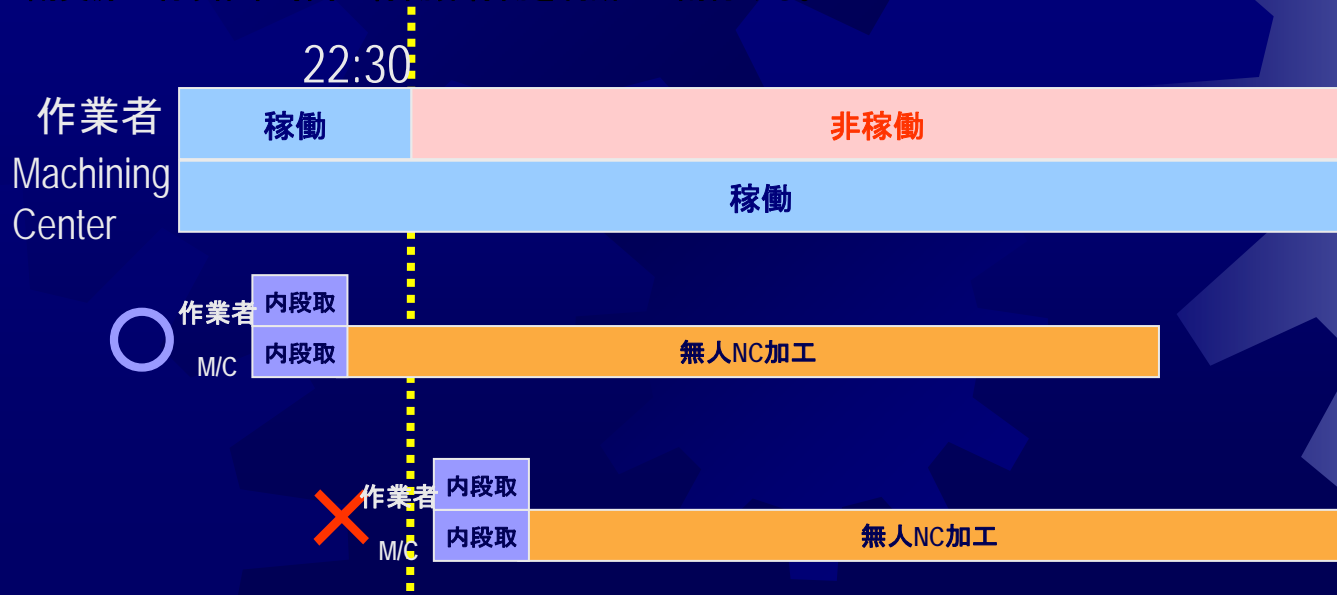 22:30
作業者
稼働
非稼働
Machining
Center
稼働
作業者
内段取
M/C
内段取
無人NC加工
作業者
内段取
M/C
内段取
無人NC加工